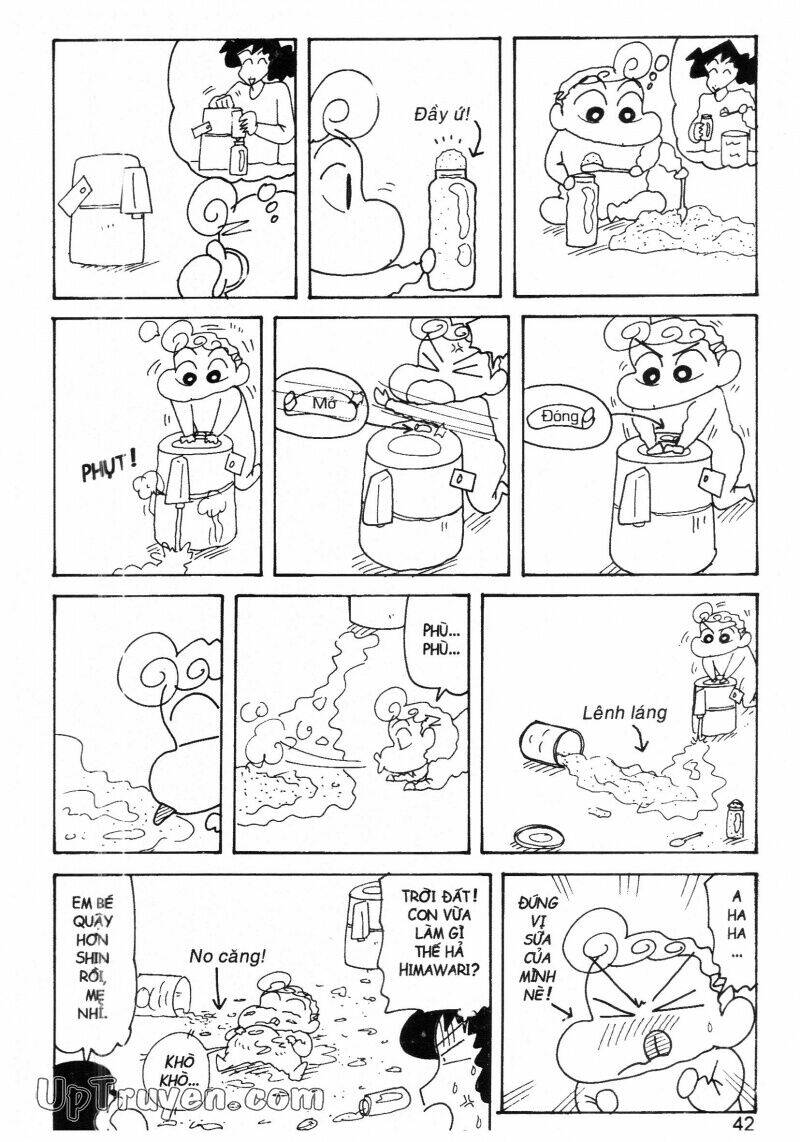 Đầy ứ!
Đóng
Mở
PHỤT!
Lênh láng
PHÙ...
PHÙ...
A
HA
HA
...
ĐÚNG
VỊ
SỮA
CỦA
MÌNH
NÈ!
TRỜI ĐẤT!
CON VỪA
LÀM GÌ
THẾ HẢ
HIMAWARI?
No căng!
KHÒ
KHÒ...
EM BÉ
QUẬY
HƠN
SHIN
RỒI,
MẸ
NHỈ.
UpTruyen.com
42